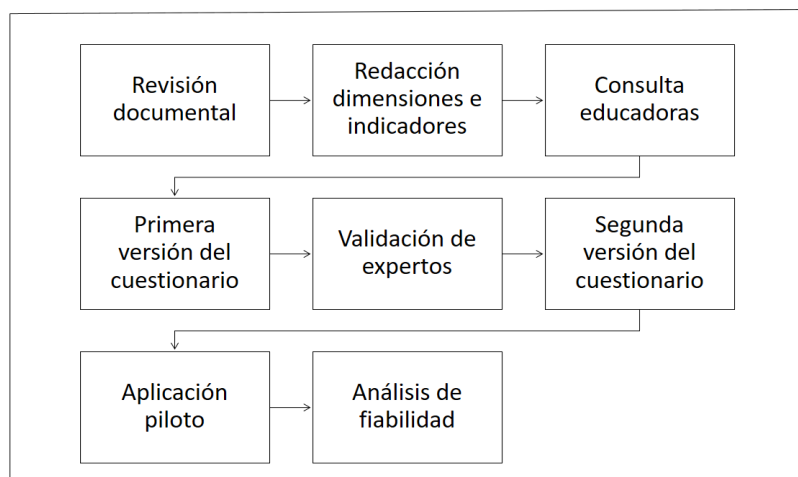 Revisión
documental
Redacción
dimensiones e
indicadores
Consulta
educadoras
Primera
versión del
cuestionario
Validación de
expertos
Segunda
versión del
cuestionario
Aplicación
piloto
Análisis de
fiabilidad